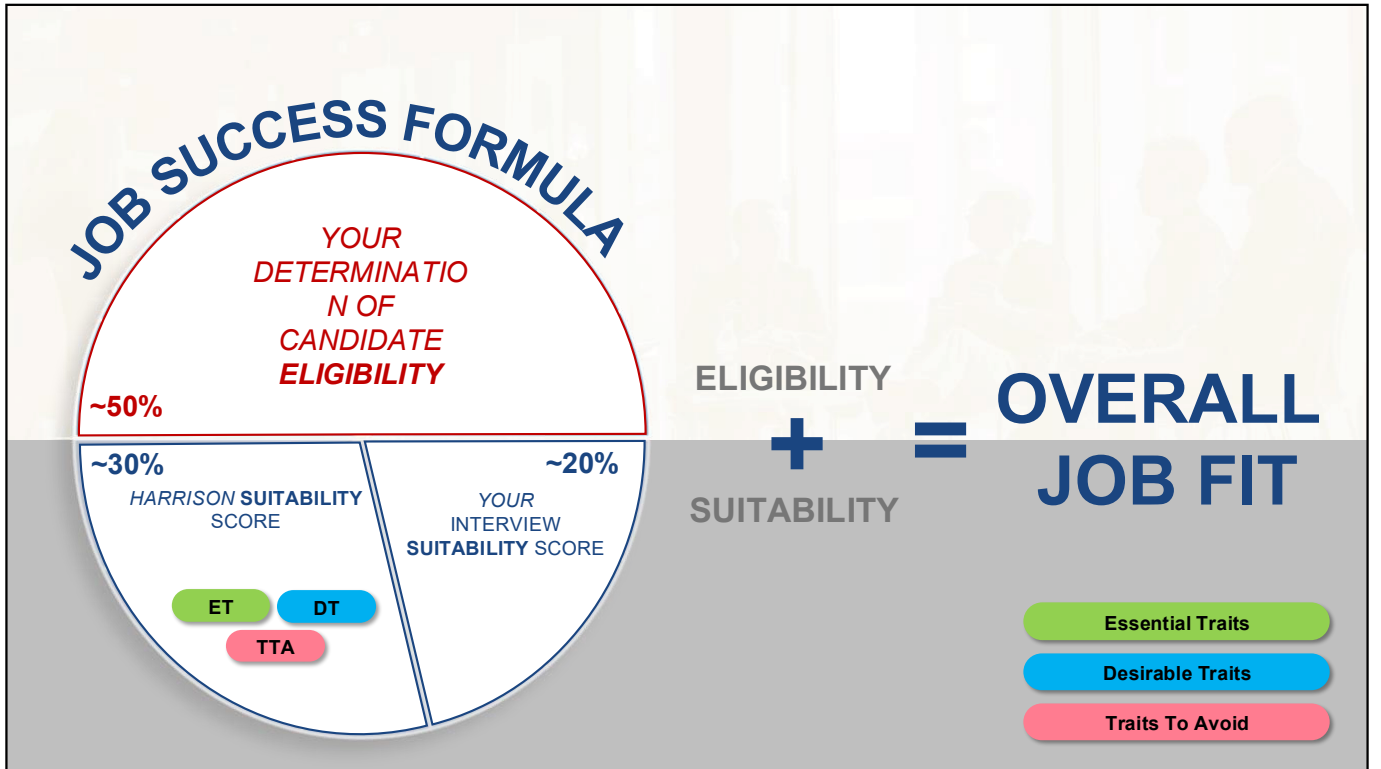 JOB SUCCESS FORMULA
YOUR
DETERMINATIO
N OF
CANDIDATE
ELIGIBILITY
~50%
~30%
HARRISON SUITABILITY
SCORE
ET
DT
TTA
~20%
YOUR
INTERVIEW
SUITABILITY SCORE
ELIGIBILITY
+
SUITABILITY
=
OVERALL
JOB FIT
Essential Traits
Desirable Traits
Traits To Avoid